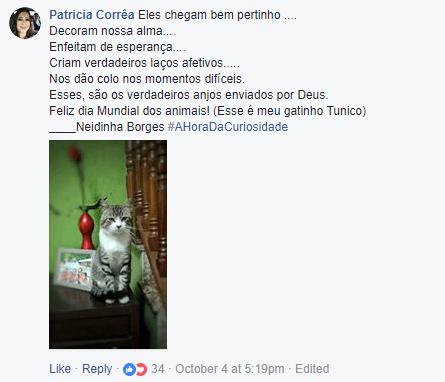 Patricia Corrêa Eles chegam bem pertinho ....
Decoram nossa alma...
Enfeitam de esperança....
Criam verdadeiros laços afetivos.....
Nos dão colo nos momentos difíceis.
Esses, são os verdadeiros anjos enviados por Deus.
Feliz dia Mundial dos animais! (Esse é meu gatinho Tunico)
____Neidinha Borges #AHoraDaCuriosidade
Like · Reply · 34 · October 4 at 5:19pm · Edited